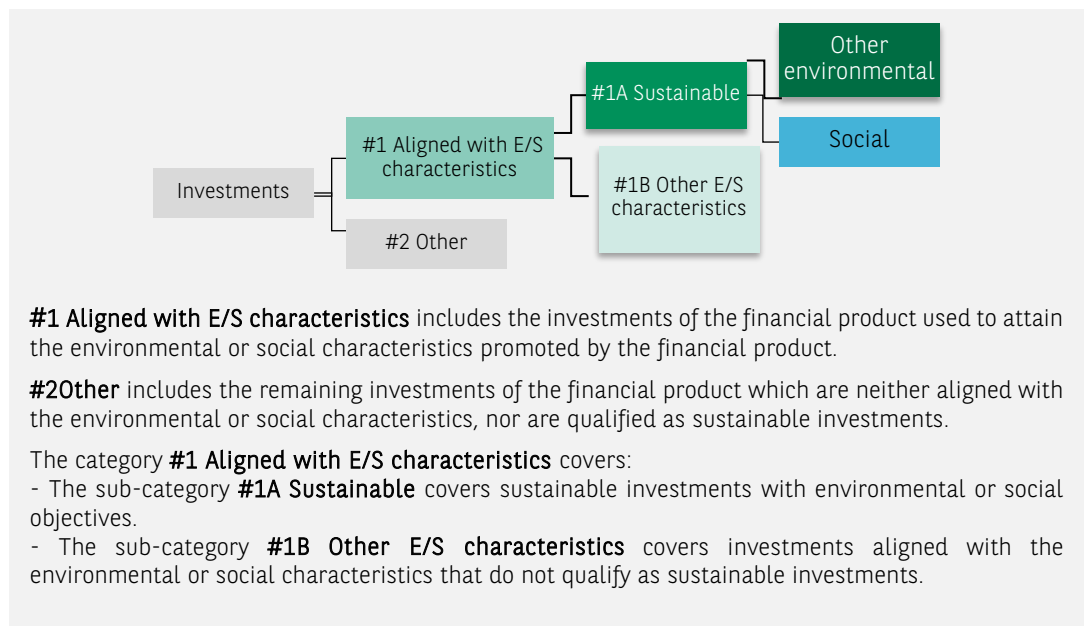 Other
environmental
#1A Sustainable
Social
#1 Aligned with E/S
characteristics
#1B Other E/S
characteristics
Investments
#2 Other
#1 Aligned with E/S characteristics includes the investments of the financial product used to attain
the environmental or social characteristics promoted by the financial product.
#2Other includes the remaining investments of the financial product which are neither aligned with
the environmental or social characteristics, nor are qualified as sustainable investments.
The category #1 Aligned with E/S characteristics covers:
- The sub-category #1A Sustainable covers sustainable investments with environmental or social
objectives.
- The sub-category #1B Other E/S characteristics covers investments aligned with the
environmental or social characteristics that do not qualify as sustainable investments.